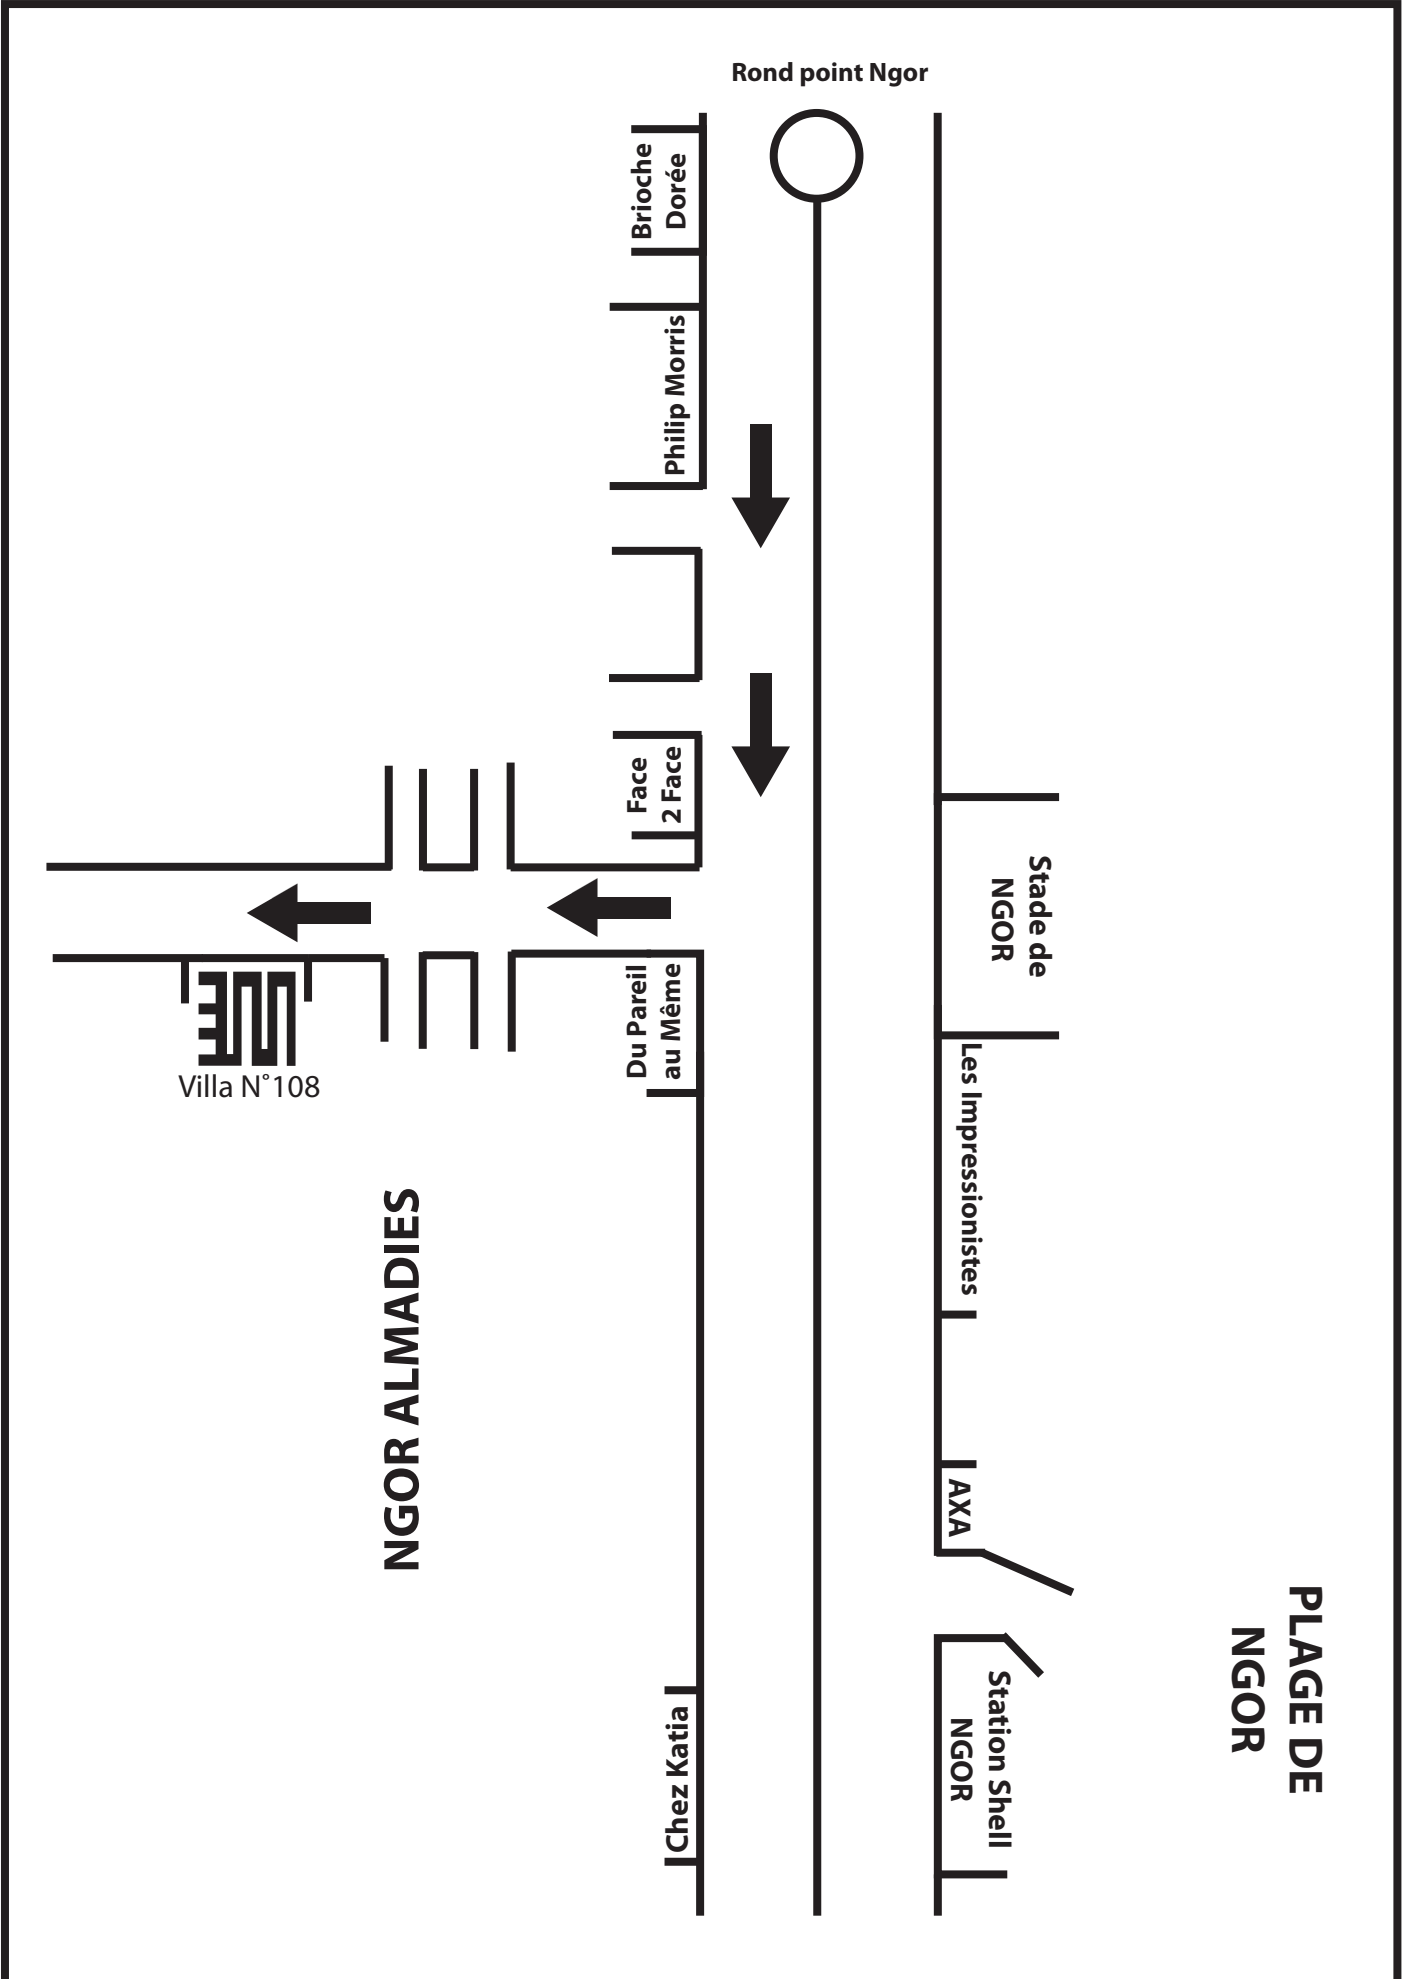 Rond point Ngor
Brioche
Dorée
Philip Morris
Face
2 Face
Stade de
NGOR
Du Pareil
au Même
Les Impressionistes
Villa N°108
NGOR ALMADIES
AXA
PLAGE DE
NGOR
Station Shell
NGOR
Chez Katia